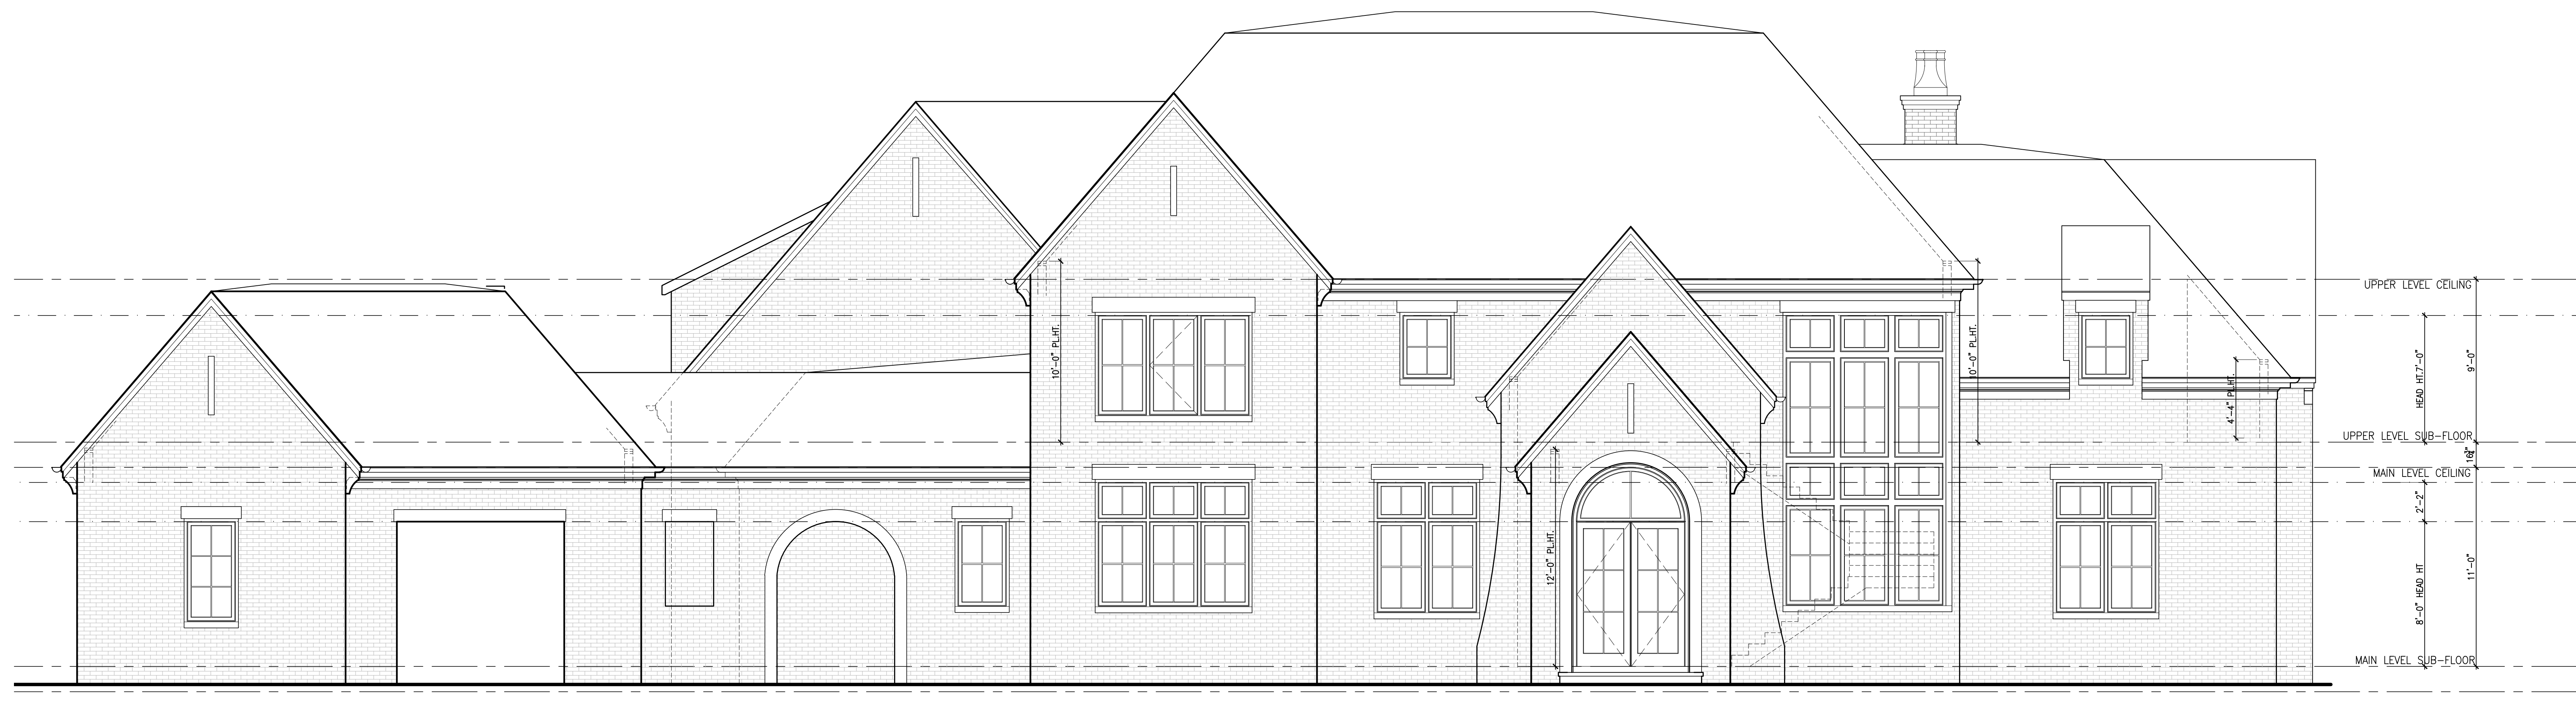 UPPER LEVEL CEILING
10'-0" PL.HT.
10'-0" PL.HT.
HEAD HT.7'-0"
9'-0"
4'-4" PL.HT.
UPPER LEVEL SUB-FLOOR
MAIN LEVEL CEILING
2'-2"
12'-0" PL.HT.
8'-0" HEAD HT
11'-0"
MAIN LEVEL SUB-FLOOR